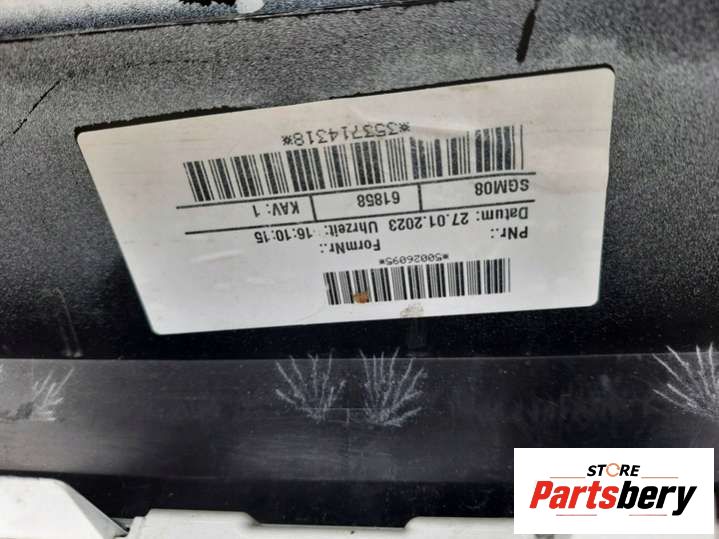 *50026095*
PNr.: FormNr.:
Datum: 27.01.2023 Uhrzeit: 16:10:15
SGM08 61858 KAV: 1
*353714318*
STORE
Partsbery